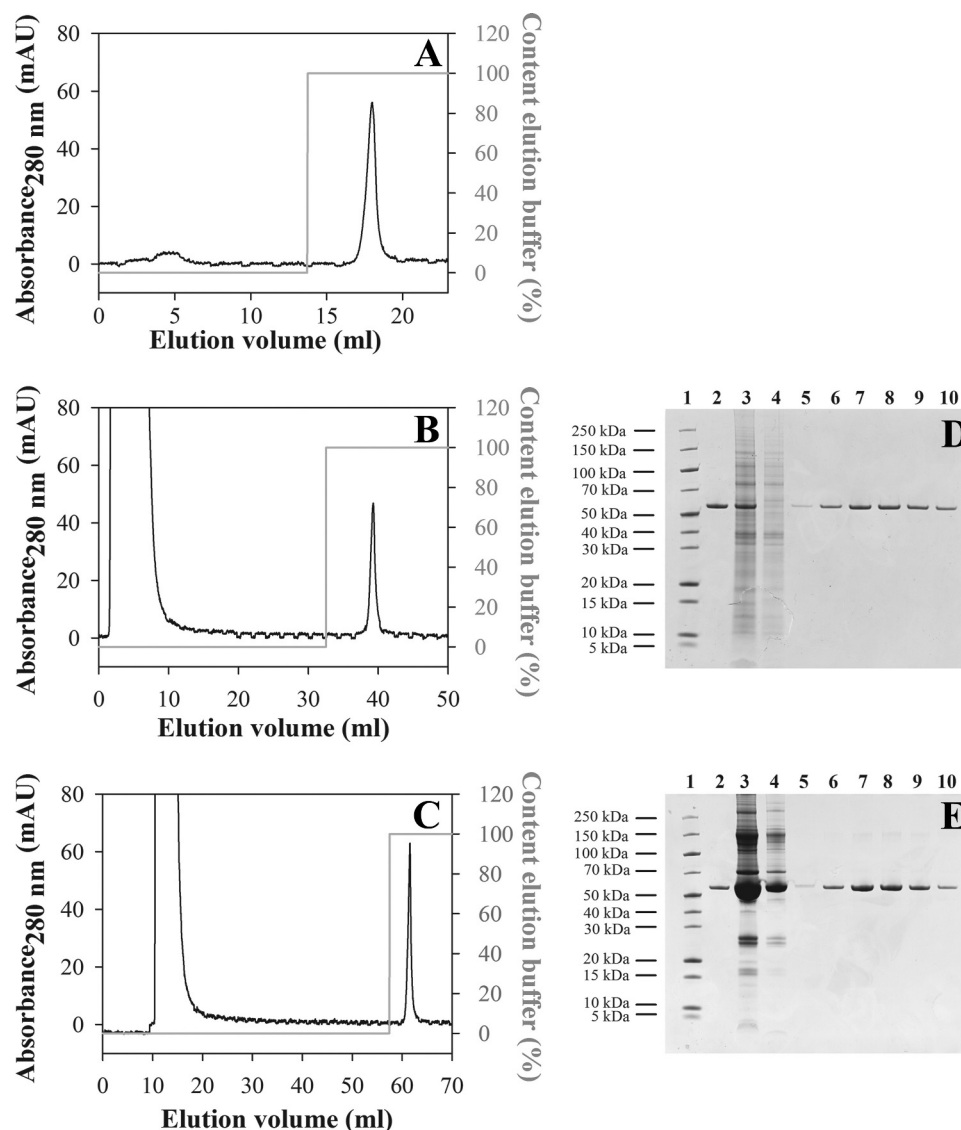 A
Absorbance280 nm (mAU)
80
60
40
20
0
Content elution buffer (%)
120
100
80
60
40
20
0
0 5 10 15 20
Elution volume (ml)
B
Absorbance280 nm (mAU)
80
60
40
20
0
Content elution buffer (%)
120
100
80
60
40
20
0
0 10 20 30 40 50
Elution volume (ml)
C
Absorbance280 nm (mAU)
80
60
40
20
0
Content elution buffer (%)
120
100
80
60
40
20
0
0 10 20 30 40 50 60 70
Elution volume (ml)
1 2 3 4 5 6 7 8 9 10
D
250 kDa
150 kDa
100 kDa
70 kDa
50 kDa
40 kDa
30 kDa
20 kDa
15 kDa
10 kDa
5 kDa
1 2 3 4 5 6 7 8 9 10
E
250 kDa
150 kDa
100 kDa
70 kDa
50 kDa
40 kDa
30 kDa
20 kDa
15 kDa
10 kDa
5 kDa